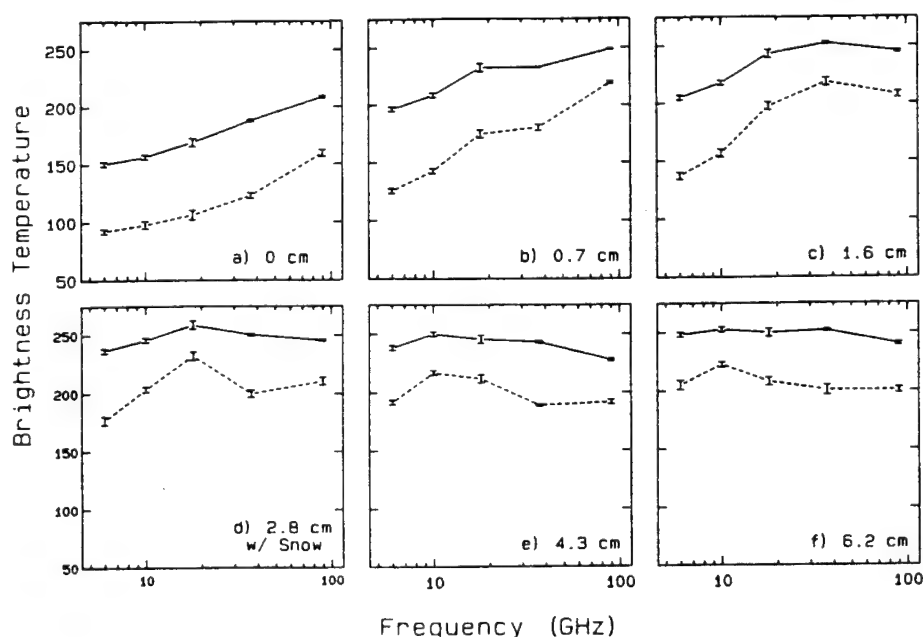 Brightness Temperature
250
200
150
100
50
a) 0 cm
b) 0.7 cm
c) 1.6 cm
250
200
150
100
50
d) 2.8 cm
w/ Snow
e) 4.3 cm
f) 6.2 cm
10
100
10
100
10
100
Frequency (GHz)